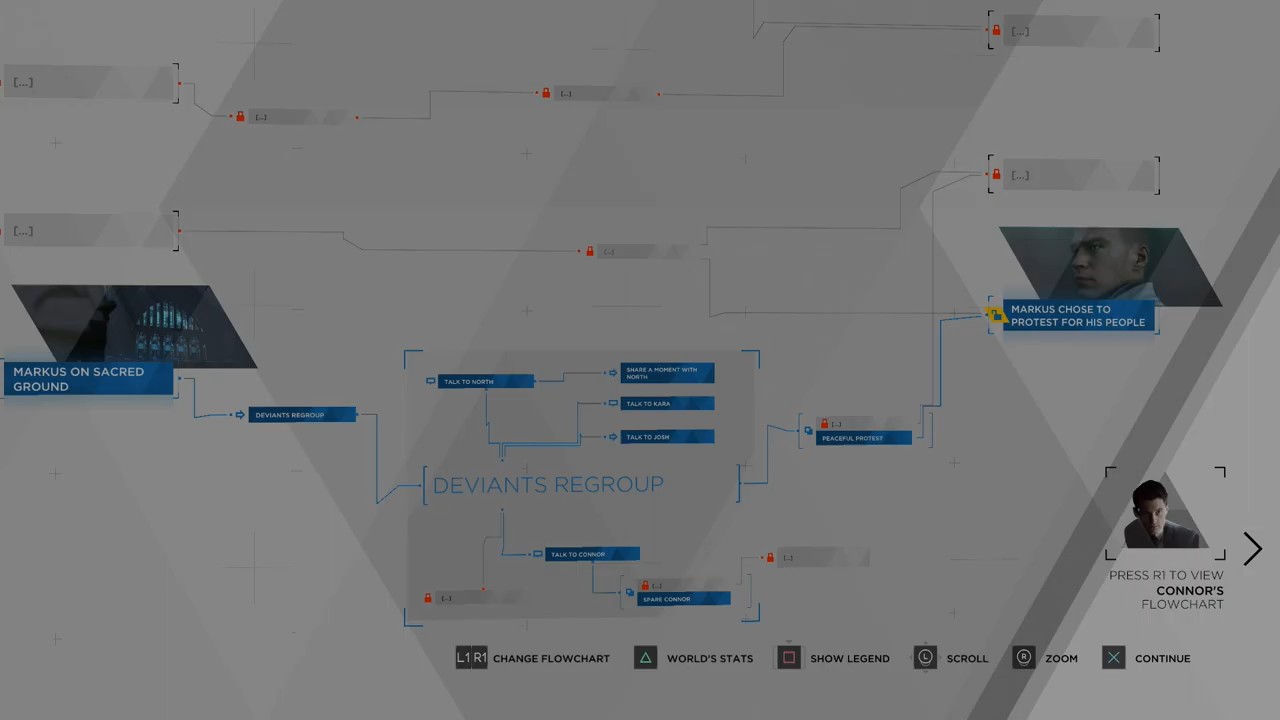 [...]
[...]
[...]
[...]
[...]
[...]
[...]
MARKUS ON SACRED
GROUND
DEVIANTS REGROUP
TALK TO NORTH
SHARE A MOMENT WITH
NORTH
TALK TO KARA
TALK TO JOSH
DEVIANTS REGROUP
TALK TO CONNOR
[...]
[...]
SPARE CONNOR
[...]
[...]
PEACEFUL PROTEST
MARKUS CHOSE TO
PROTEST FOR HIS PEOPLE
PRESS R1 TO VIEW
CONNOR'S
FLOWCHART
L1 R1 CHANGE FLOWCHART
WORLD'S STATS
SHOW LEGEND
L SCROLL
R ZOOM
CONTINUE